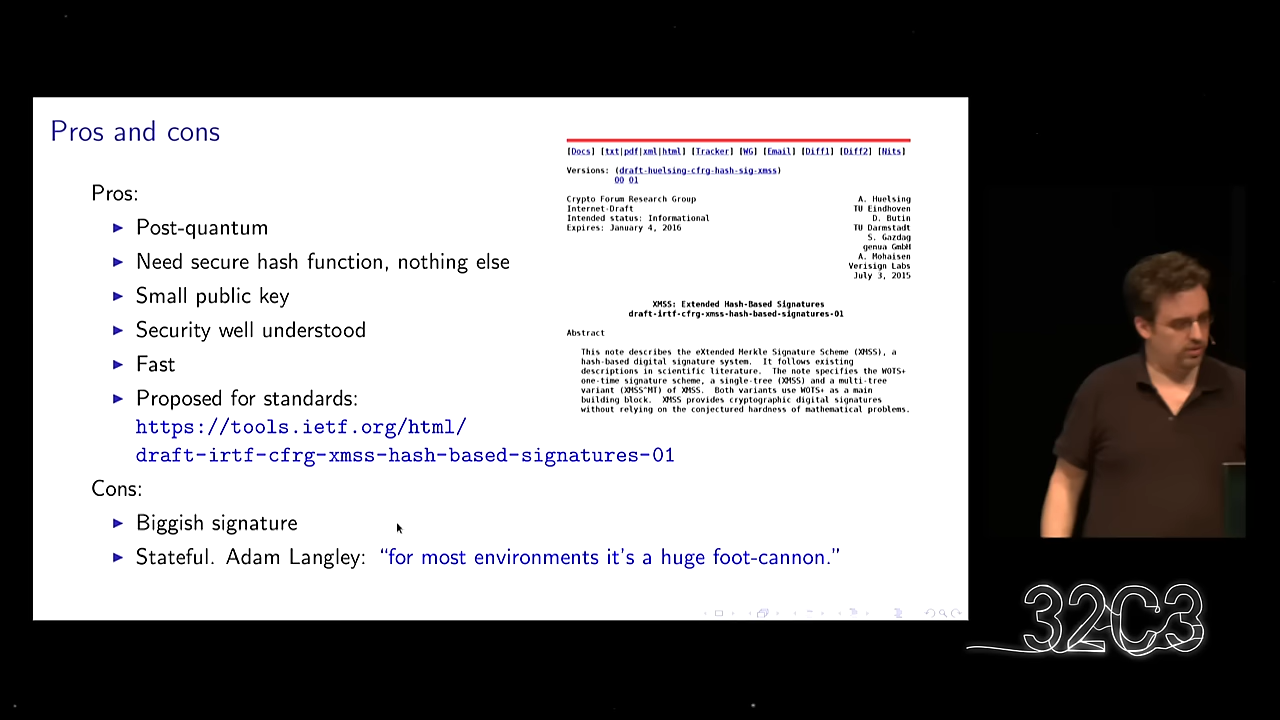 Pros and cons
Pros:
Post-quantum
Need secure hash function, nothing else
Small public key
Security well understood
Fast
Proposed for standards:
https://tools.ietf.org/html/
draft-irtf-cfrg-xmss-hash-based-signatures-01
Cons:
Biggish signature
Stateful. Adam Langley: “for most environments it’s a huge foot-cannon.”
[Docs] [txt|pdf|xml|html] [Tracker] [WG] [Email] [Diff1] [Diff2] [Nits]
Versions: (draft-huelsing-cfrg-hash-sig-xmss)
00 01
Crypto Forum Research Group A. Huelsing
Internet-Draft TU Eindhoven
Intended status: Informational D. Butin
Expires: January 4, 2016 TU Darmstadt
S. Gazdag
genua GmbH
A. Mohaisen
Verisign Labs
July 3, 2015
XMSS: Extended Hash-Based Signatures
draft-irtf-cfrg-xmss-hash-based-signatures-01
Abstract
This note describes the eXtended Merkle Signature Scheme (XMSS), a
hash-based digital signature system. It follows existing
descriptions in scientific literature. The note specifies the WOTS+
one-time signature scheme, a single-tree (XMSS) and a multi-tree
variant (XMSS^MT) of XMSS. Both variants use WOTS+ as a main
building block. XMSS provides cryptographic digital signatures
without relying on the conjectured hardness of mathematical problems.
32C3